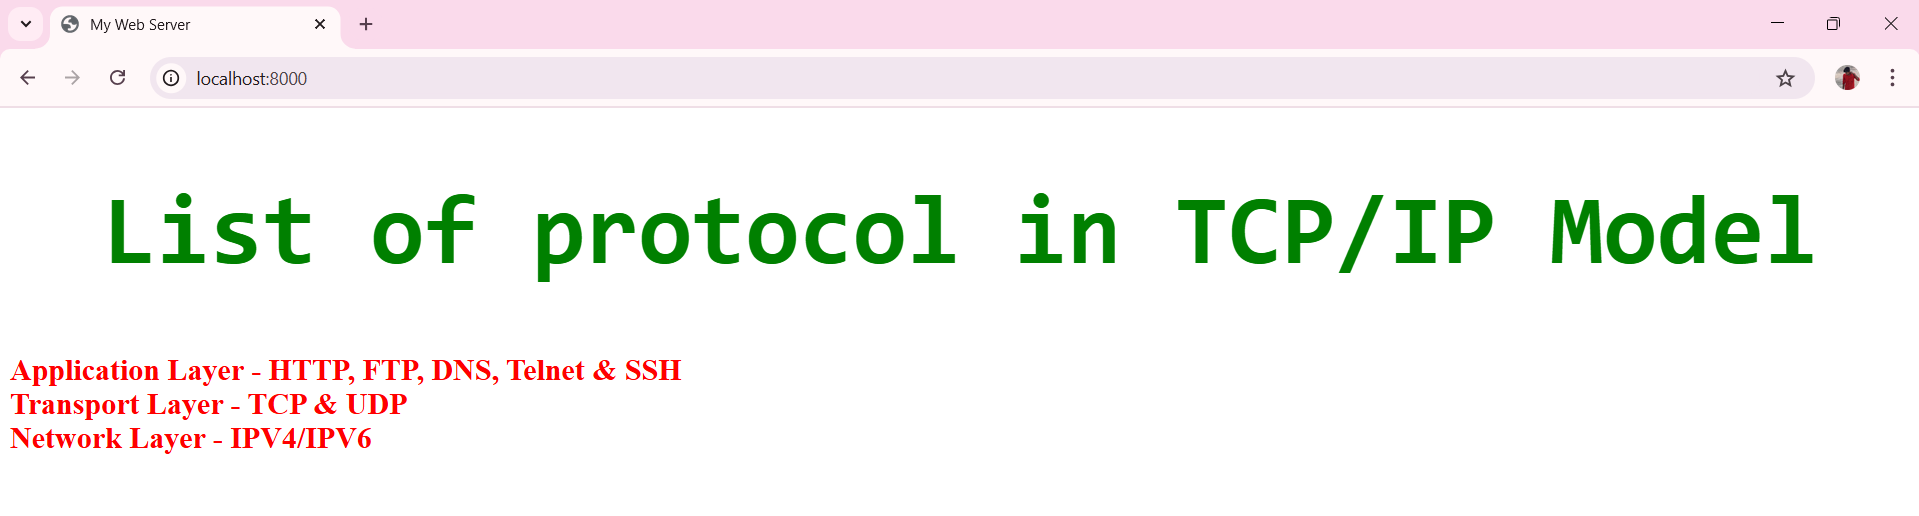 My Web Server
localhost:8000
List of protocol in TCP/IP Model
Application Layer - HTTP, FTP, DNS, Telnet & SSH
Transport Layer - TCP & UDP
Network Layer - IPV4/IPV6